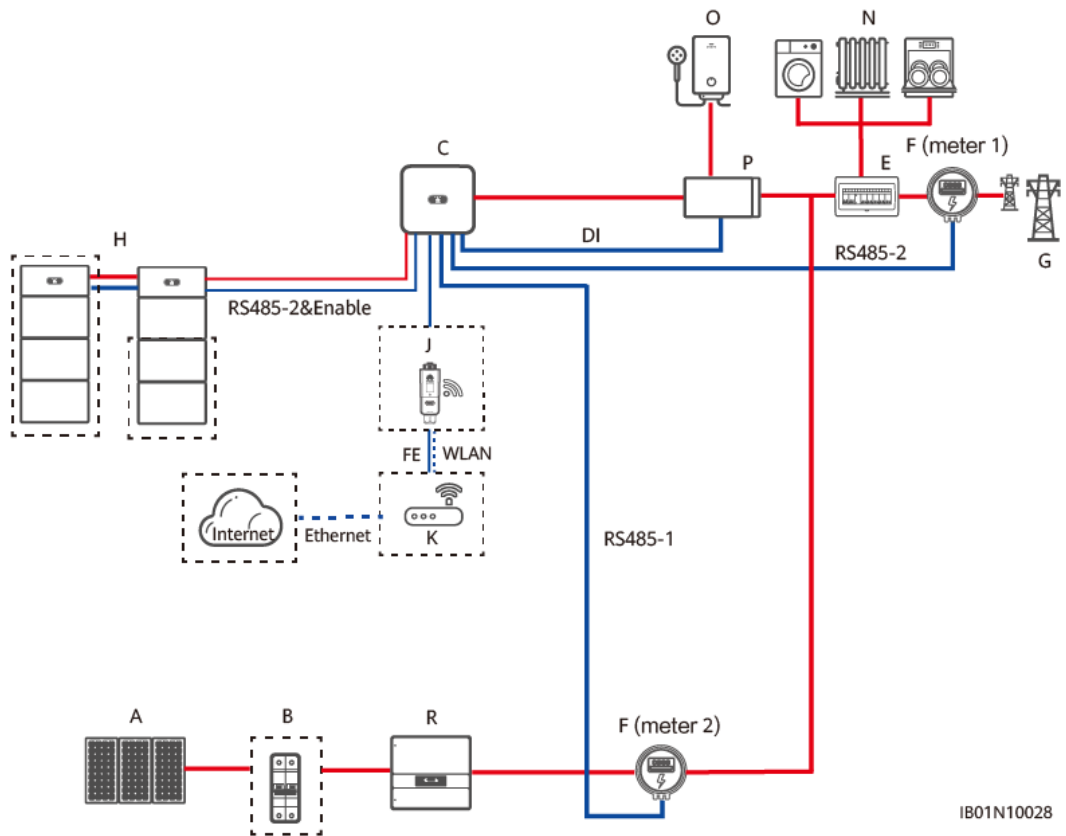 O
N
C
P
E
F (meter 1)
H
DI
RS485-2
G
RS485-2&Enable
J
FE
WLAN
Internet
Ethernet
K
RS485-1
A
B
R
F (meter 2)
IB01N10028